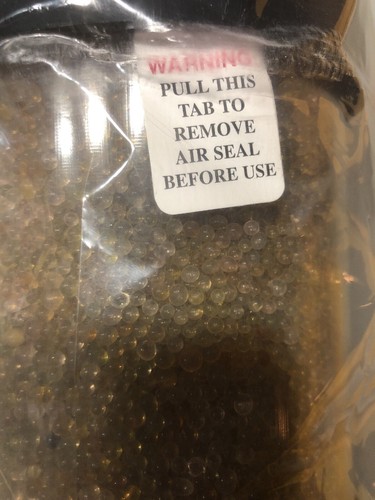 WARNING
PULL THIS
TAB TO
REMOVE
AIR SEAL
BEFORE USE